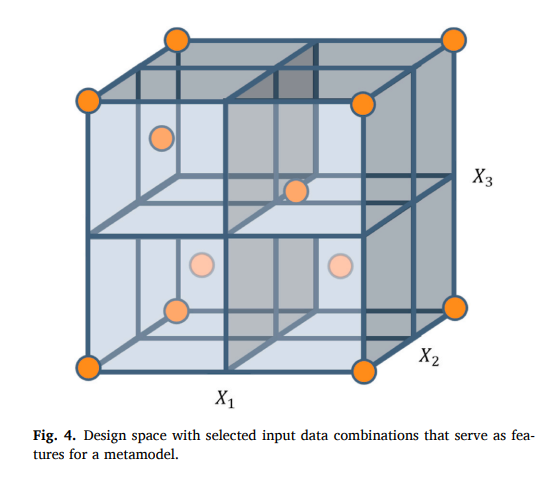 X₃
X₂
X₁
Fig. 4. Design space with selected input data combinations that serve as fea-
tures for a metamodel.